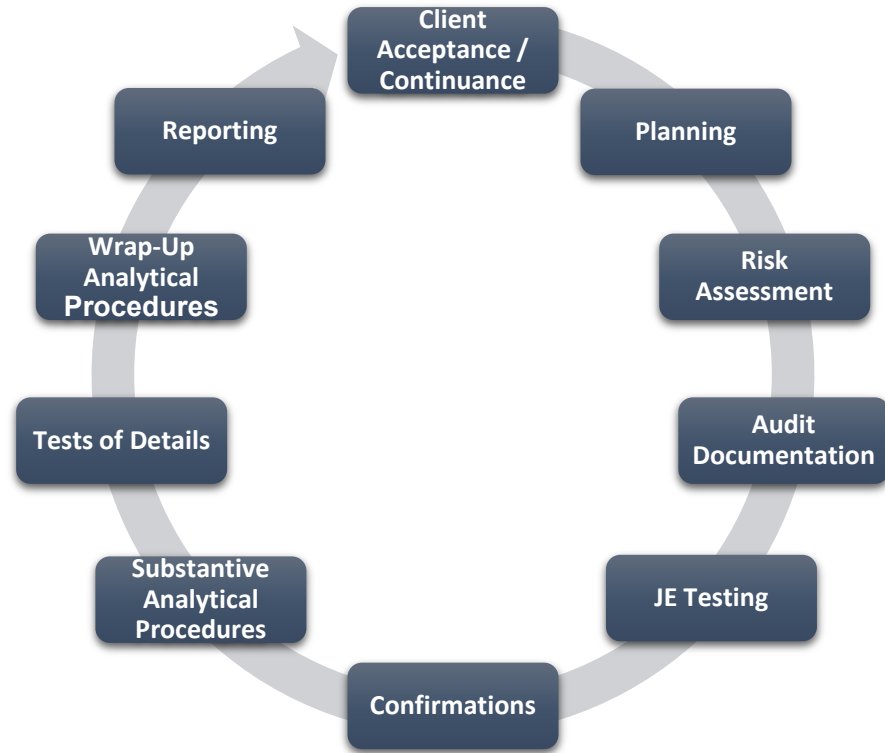 Client
Acceptance /
Continuance
Planning
Risk
Assessment
Audit
Documentation
JE Testing
Confirmations
Substantive
Analytical
Procedures
Tests of Details
Wrap-Up
Analytical
Procedures
Reporting